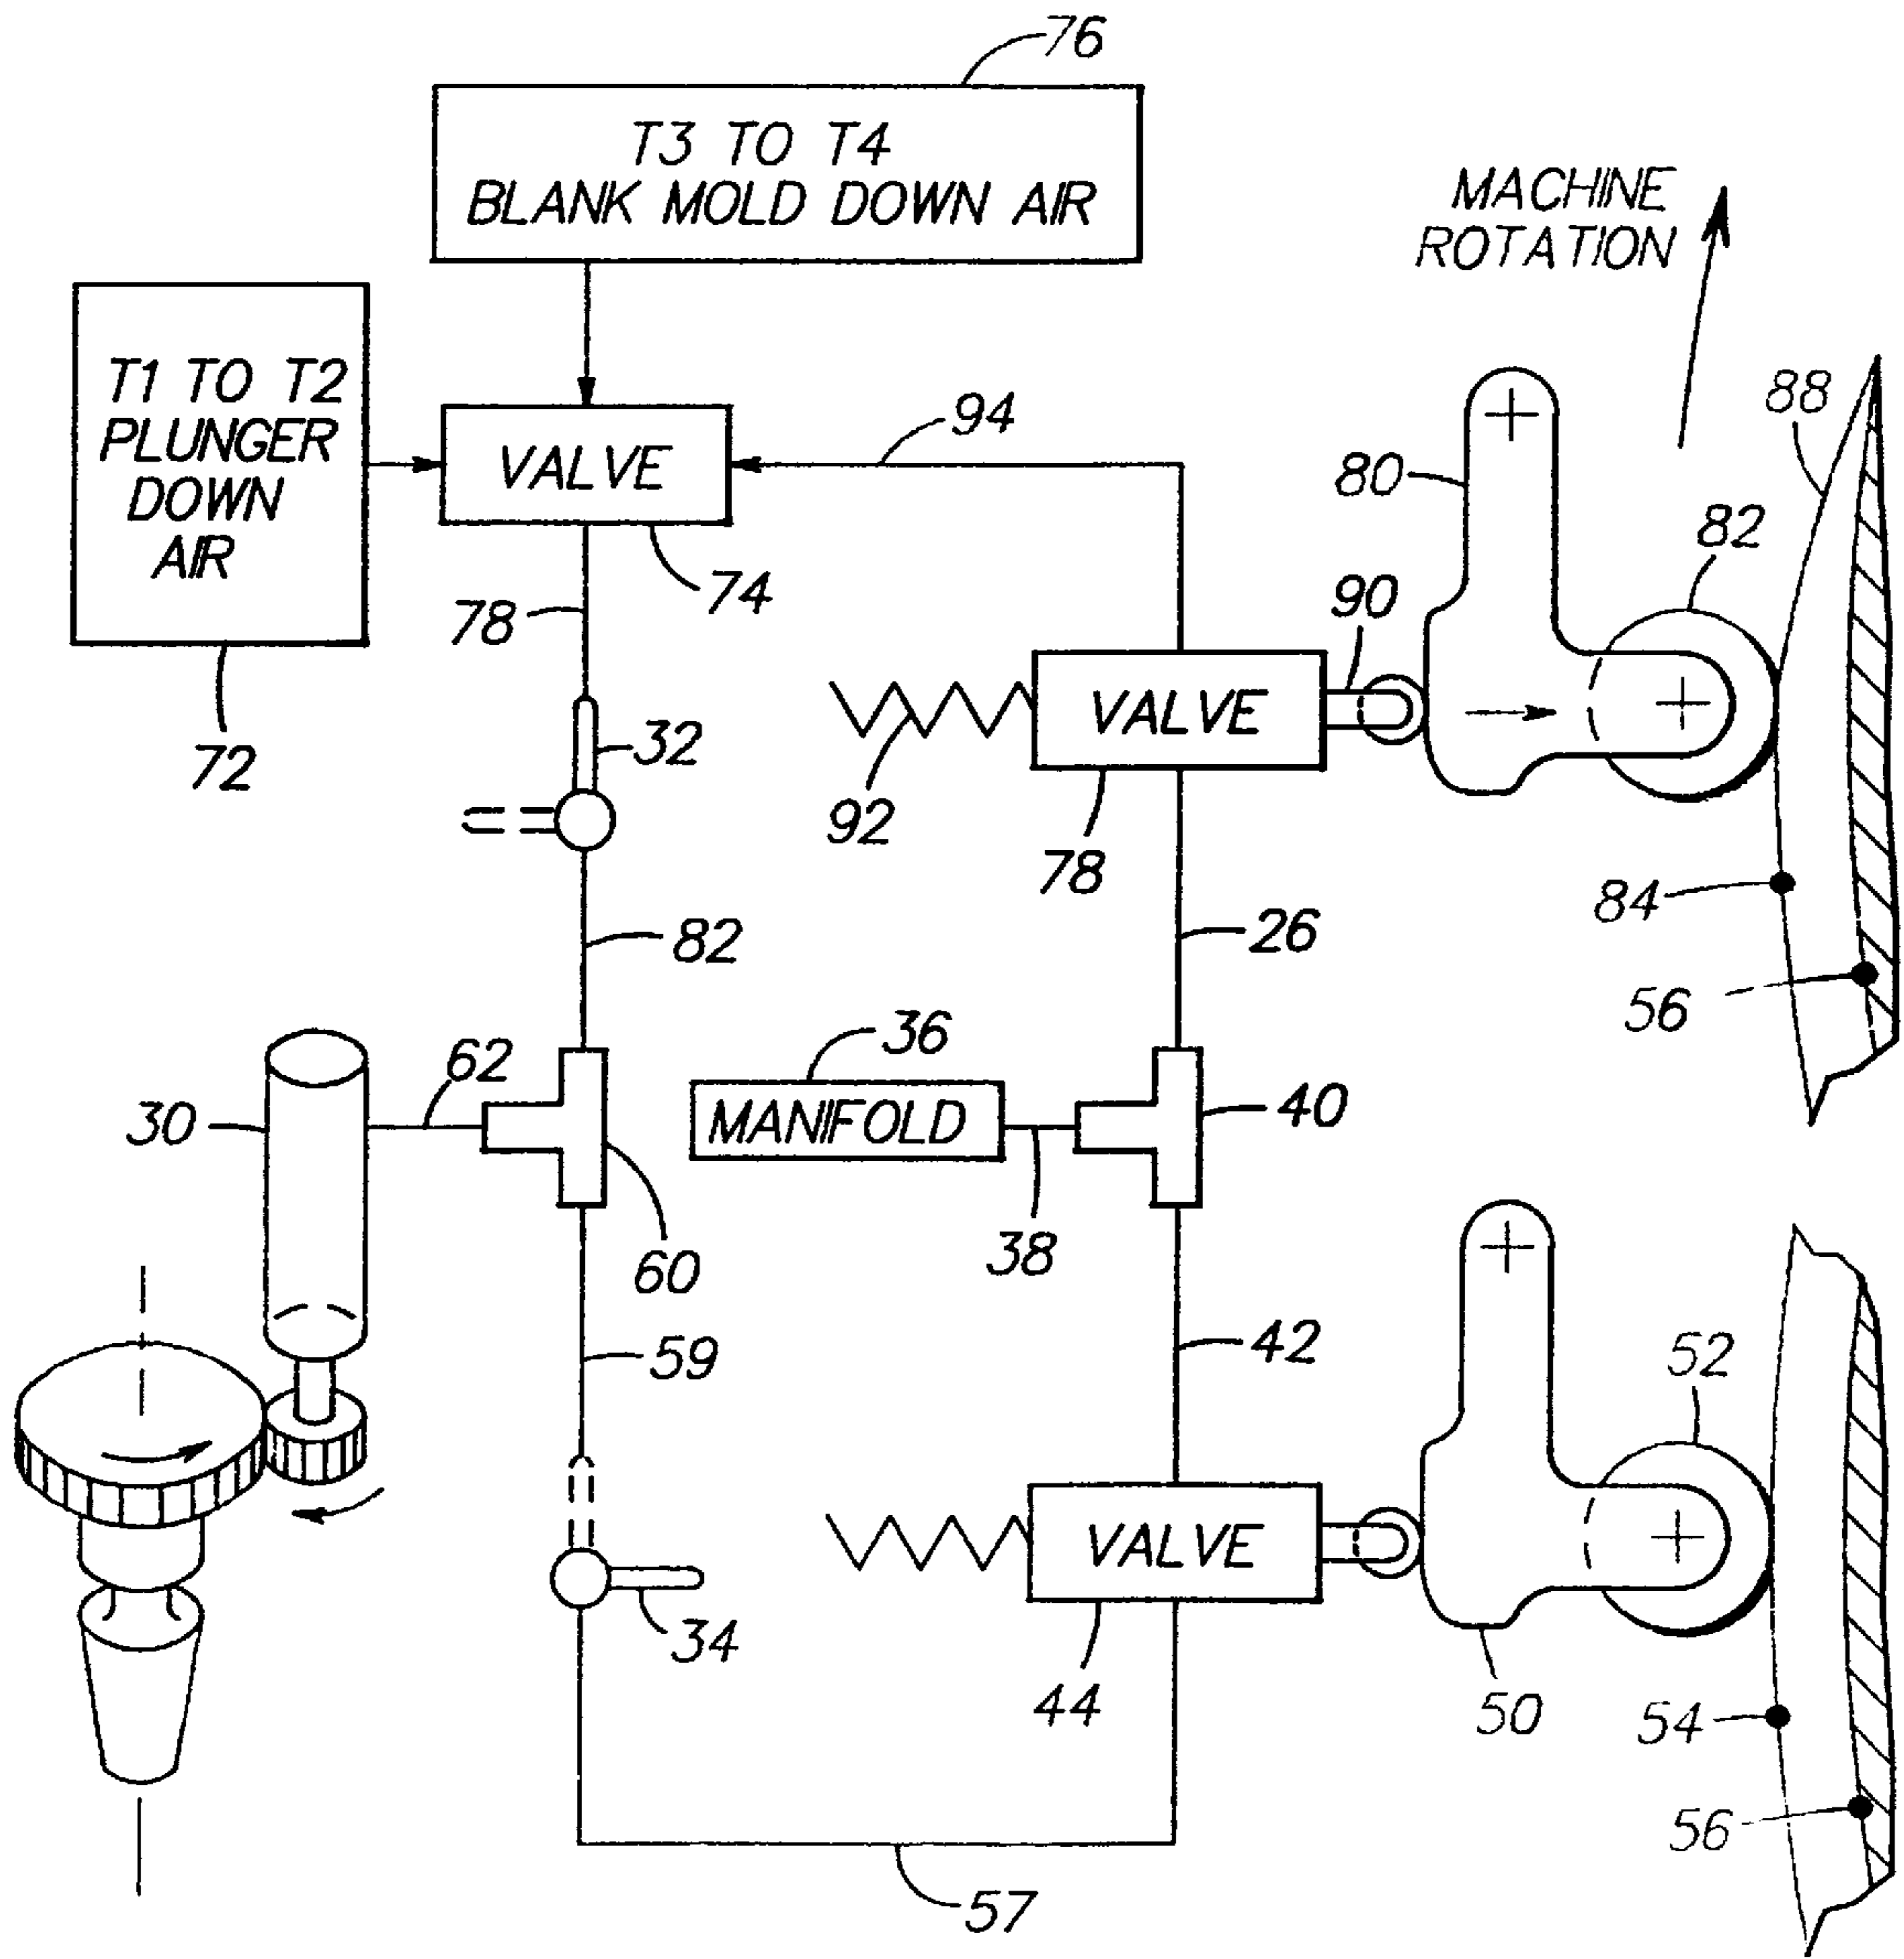 76
T3 TO T4
BLANK MOLD DOWN AIR
MACHINE
ROTATION
T1 TO T2
PLUNGER
DOWN
AIR
VALVE
94
80
88
82
78
74
90
72
32
92
VALVE
78
84
82
26
56
36
62
30
MANIFOLD
40
38
60
59
42
52
VALVE
34
44
50
54
56
57